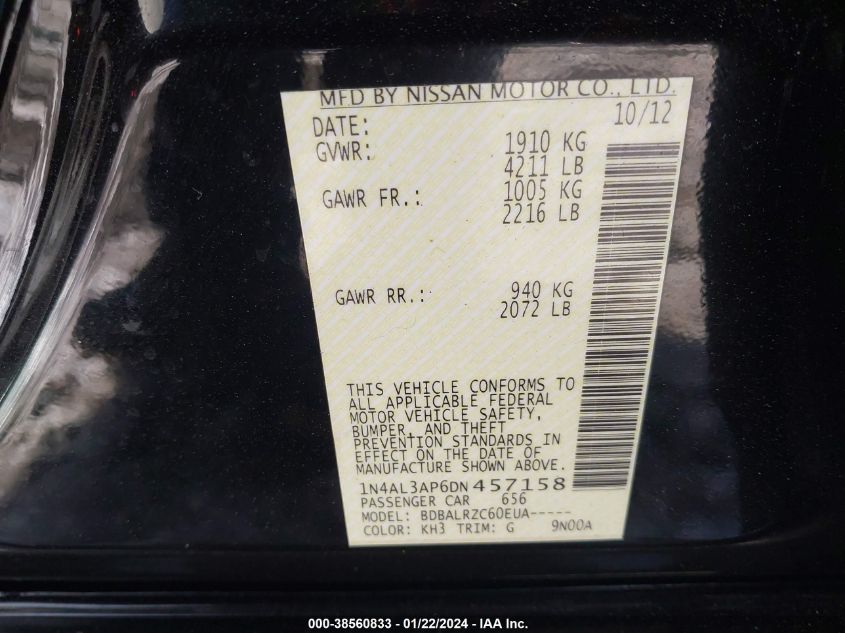 MFD BY NISSAN MOTOR CO., LTD.
DATE: 10/12
GVWR: 1910 KG
4211 LB
GAWR FR.: 1005 KG
2216 LB
GAWR RR.: 940 KG
2072 LB
THIS VEHICLE CONFORMS TO
ALL APPLICABLE FEDERAL
MOTOR VEHICLE SAFETY,
BUMPER, AND THEFT
PREVENTION STANDARDS IN
EFFECT ON THE DATE OF
MANUFACTURE SHOWN ABOVE.
1N4AL3AP6DN457158
PASSENGER CAR 656
MODEL: BDBALRZC60EUA-----
COLOR: KH3 TRIM: G 9N00A
000-38560833 - 01/22/2024 - IAA Inc.